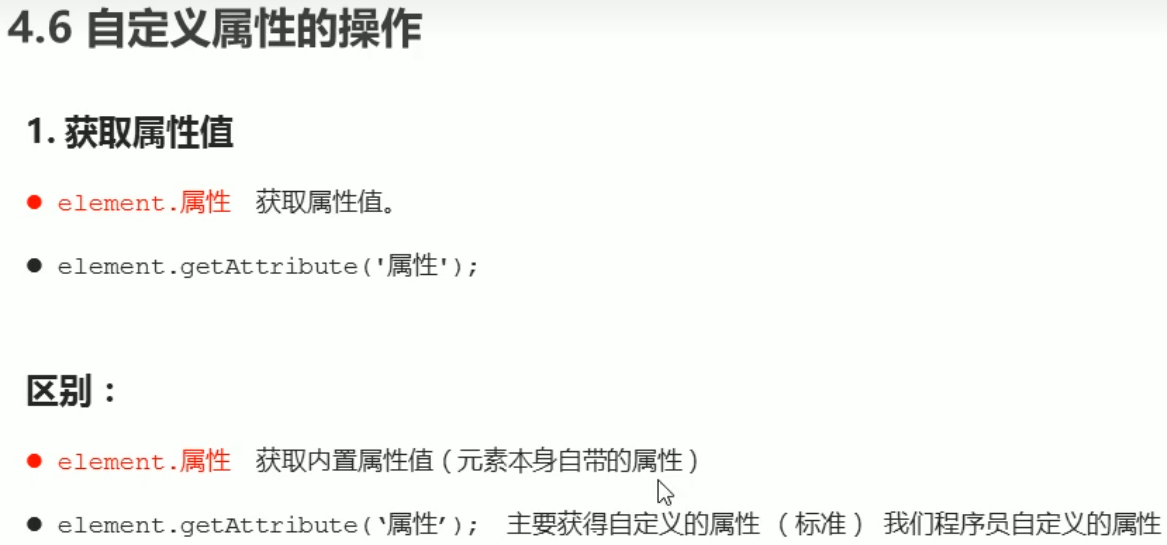 4.6 自定义属性的操作
1. 获取属性值
● element.属性 获取属性值。
● element.getAttribute('属性');
区别：
● element.属性 获取内置属性值（元素本身自带的属性）
● element.getAttribute(‘属性’); 主要获得自定义的属性 （标准） 我们程序员自定义的属性